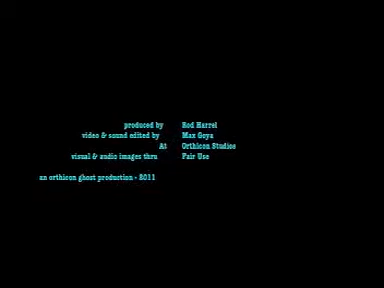 produced by Rod Harrel
video & sound edited by Max Goya
At Orthicon Studios
visual & audio images thru Fair Use
an orthicon ghost production - 2011